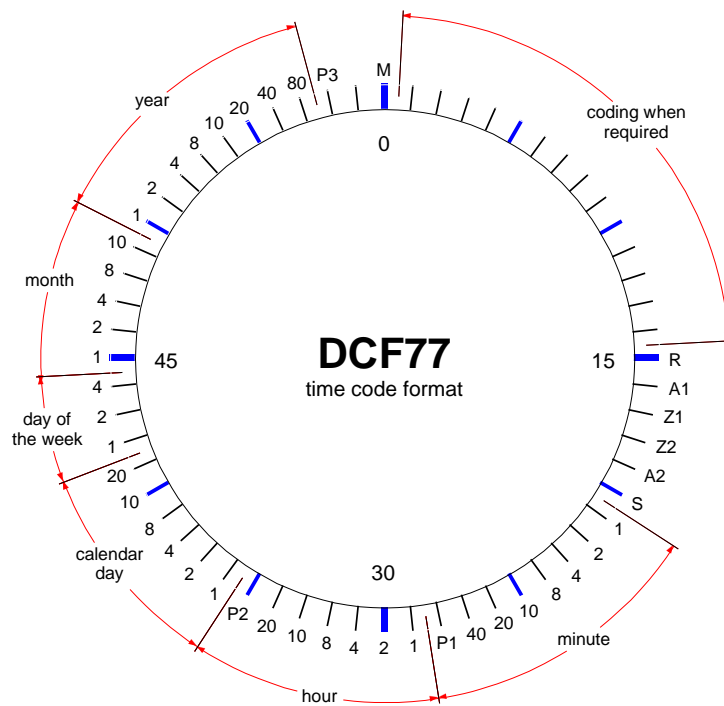 M
0
coding when
required
15
R
A1
Z1
Z2
A2
S
1
2
4
8
10
20
40
P1
minute
1
2
4
8
10
20
P2
30
hour
1
2
4
8
10
20
calendar
day
1
2
4
day of
the week
1
2
4
8
10
45
month
1
2
4
8
10
20
40
80
P3
year
DCF77
time code format